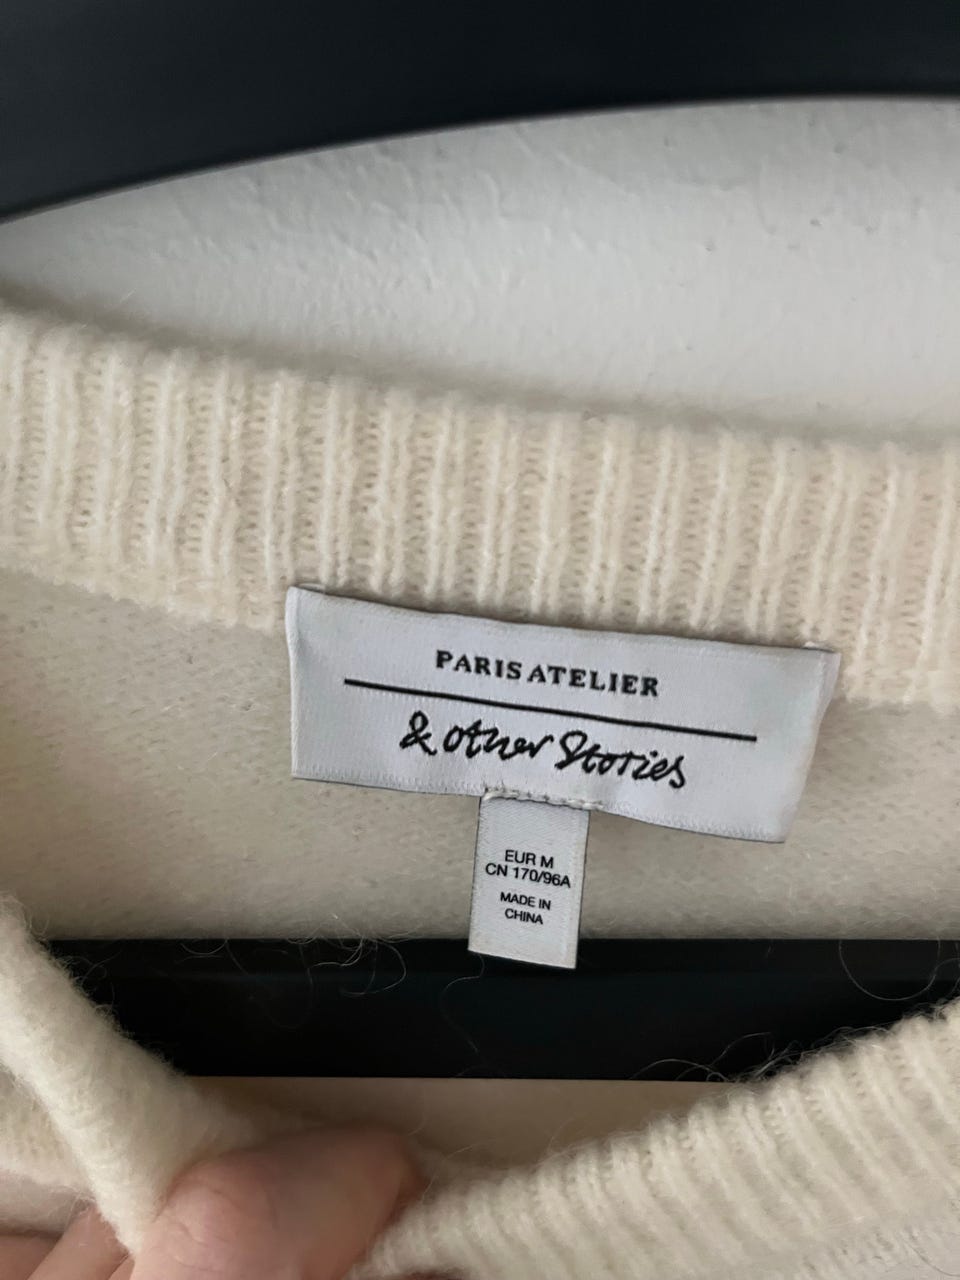 PARIS ATELIER
& other Stories
EUR M
CN 170/96A
MADE IN
CHINA